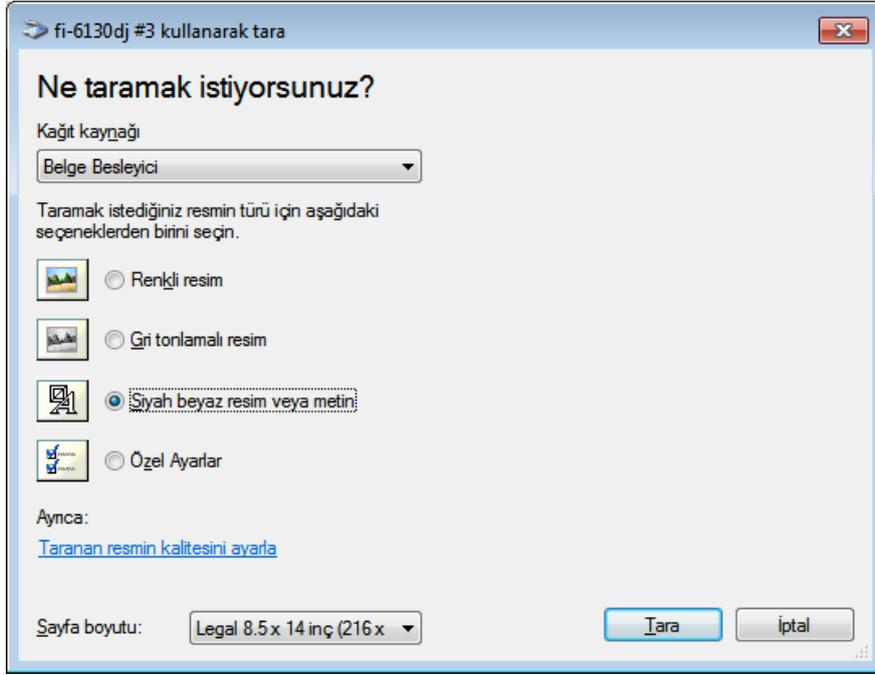 fi-6130dj #3 kullanarak tara
Ne taramak istiyorsunuz?
Kağıt kaynağı
Belge Besleyici
Taramak istediğiniz resmin türü için aşağıdaki
seçeneklerden birini seçin.
Renkli resim
Gri tonlamalı resim
Siyah beyaz resim veya metin
Özel Ayarlar
Ayrıca:
Taranan resmin kalitesini ayarla
Sayfa boyutu:
Legal 8.5 x 14 inç (216 x
Tara
İptal